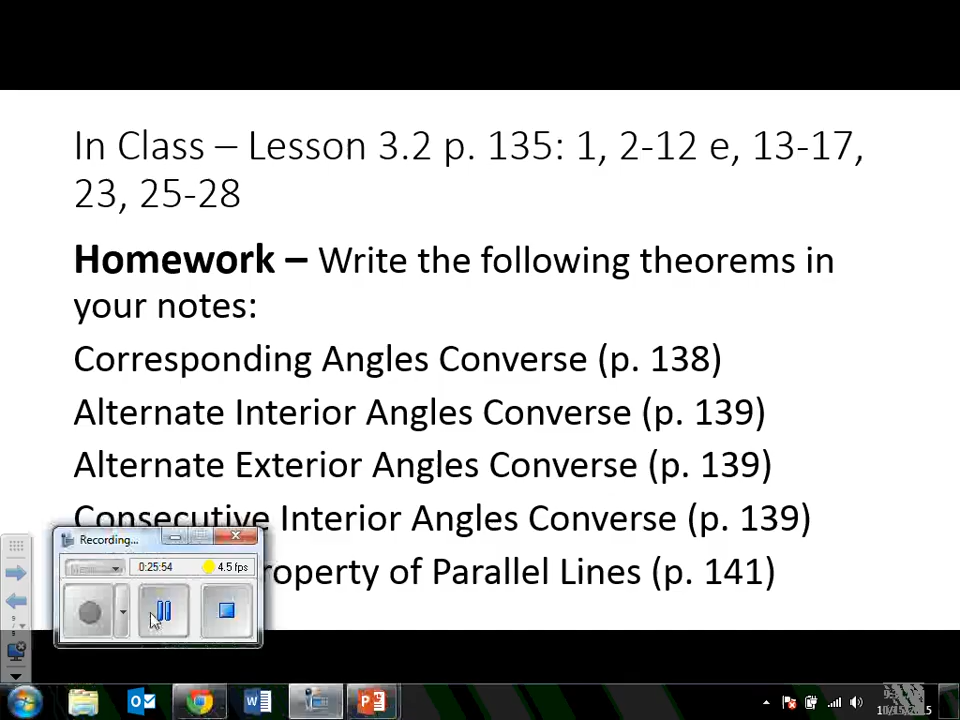 In Class – Lesson 3.2 p. 135: 1, 2-12 e, 13-17,
23, 25-28
Homework – Write the following theorems in
your notes:
Corresponding Angles Converse (p. 138)
Alternate Interior Angles Converse (p. 139)
Alternate Exterior Angles Converse (p. 139)
Consecutive Interior Angles Converse (p. 139)
roperty of Parallel Lines (p. 141)
Recording...
0:25:54
4.5 fps